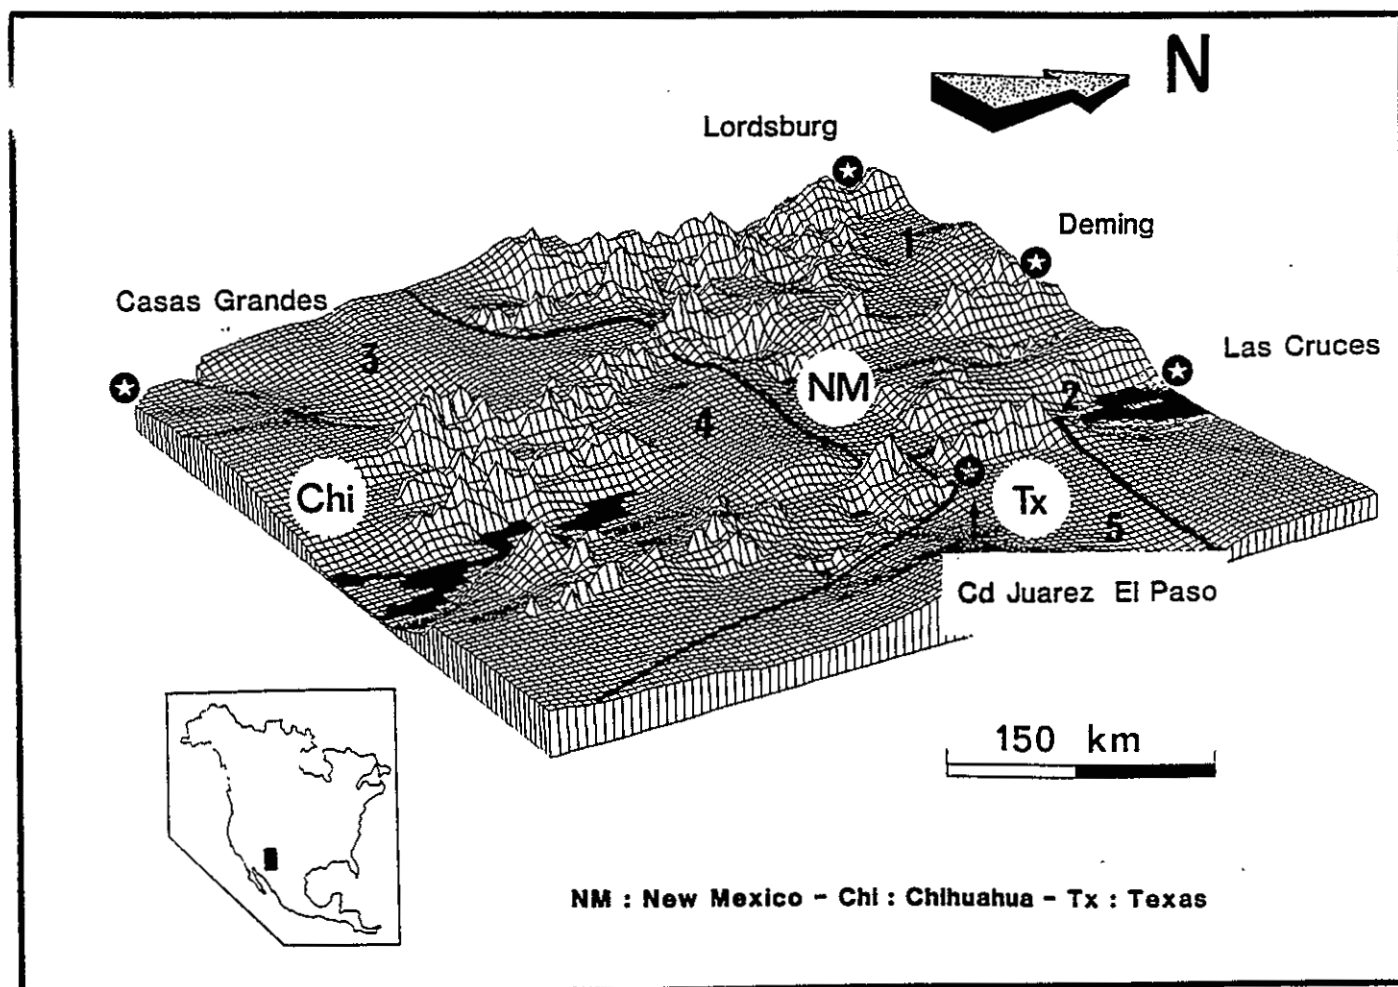 N
Lordsburg
1
Deming
Casas Grandes
Las Cruces
3
NM
2
4
Chi
Tx
5
Cd Juarez El Paso
150 km
NM : New Mexico - Chi : Chihuahua - Tx : Texas